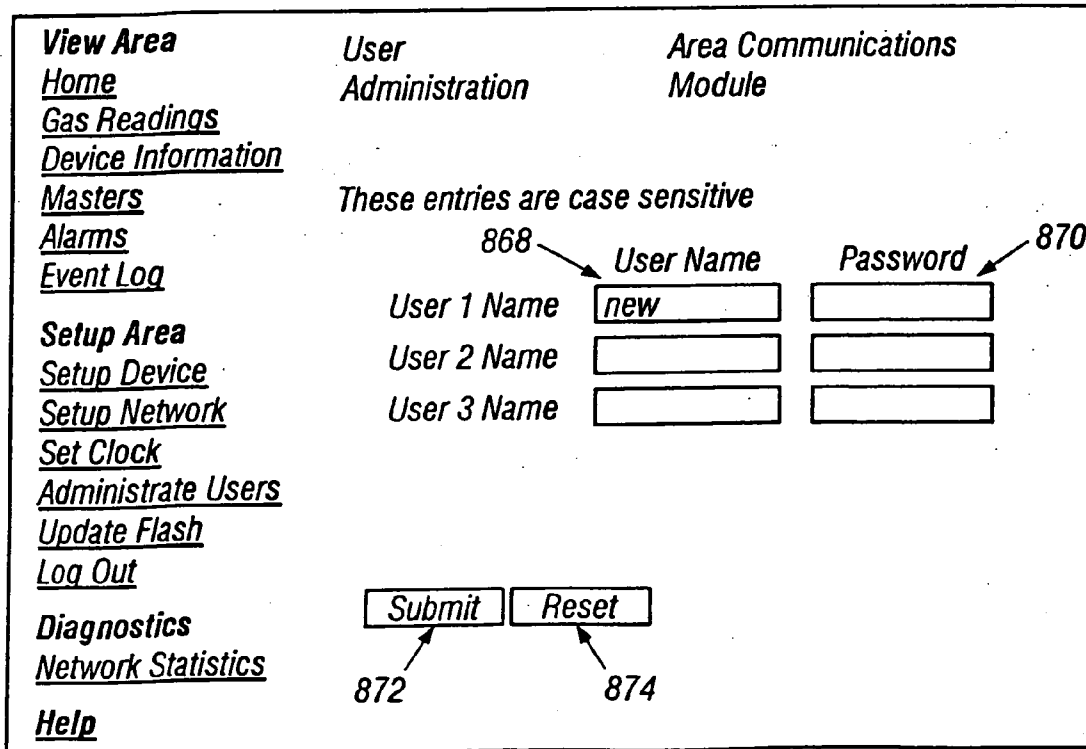 View Area
Home
Gas Readings
Device Information
Masters
Alarms
Event Log
Setup Area
Setup Device
Setup Network
Set Clock
Administrate Users
Update Flash
Log Out
Diagnostics
Network Statistics
Help
User Administration
Area Communications Module
These entries are case sensitive
868
870
User Name Password
User 1 Name new
User 2 Name
User 3 Name
Submit Reset
872 874